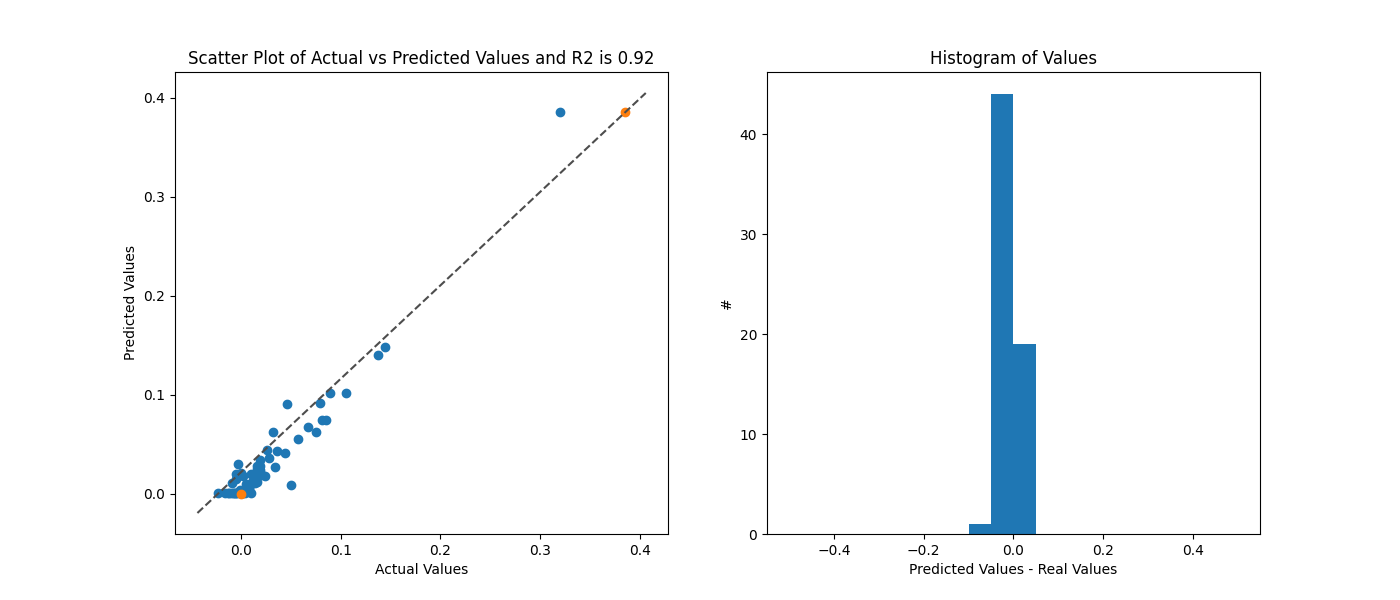 Scatter Plot of Actual vs Predicted Values and R2 is 0.92
0.4
0.3
0.2
0.1
0.0
Predicted Values
0.0 0.1 0.2 0.3 0.4
Actual Values
Histogram of Values
40
30
20
10
0
#
−0.4 −0.2 0.0 0.2 0.4
Predicted Values - Real Values